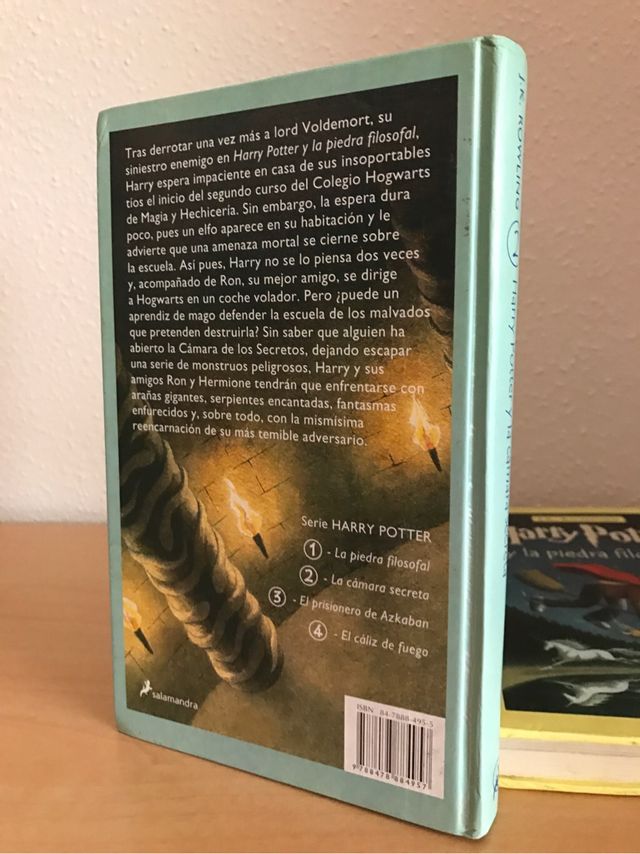 Tras derrotar una vez más a lord Voldemort, su
siniestro enemigo en Harry Potter y la piedra filosofal,
Harry espera impaciente en casa de sus insoportables
tíos el inicio del segundo curso del Colegio Hogwarts
de Magia y Hechicería. Sin embargo, la espera dura
poco, pues un elfo aparece en su habitación y le
advierte que una amenaza mortal se cierne sobre
la escuela. Así pues, Harry no se lo piensa dos veces
y, acompañado de Ron, su mejor amigo, se dirige
a Hogwarts en un coche volador. Pero ¿puede un
aprendiz de mago defender la escuela de los malvados
que pretenden destruirla? Sin saber que alguien ha
abierto la Cámara de los Secretos, dejando escapar
una serie de monstruos peligrosos, Harry y sus
amigos Ron y Hermione tendrán que enfrentarse con
arañas gigantes, serpientes encantadas, fantasmas
enfurecidos y, sobre todo, con la mismísima
reencarnación de su más temible adversario.
Serie HARRY POTTER
1 - La piedra filosofal
2 - La cámara secreta
3 - El prisionero de Azkaban
4 - El cáliz de fuego
salamandra
ISBN 84-7888-495-5
9 788478 884957
J.K. ROWLING 2 Harry Potter y la cámara secreta
Harry
y la piedra